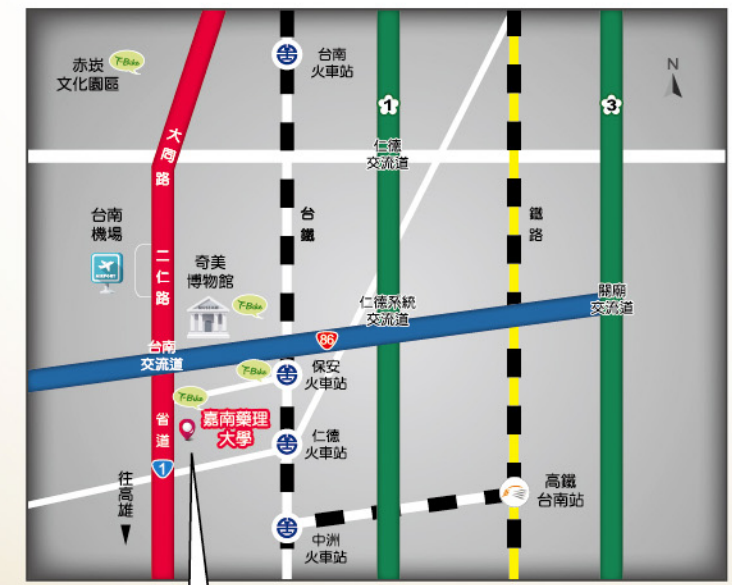 赤崁
文化園區
T-Bike
台南
火車站
N
1
3
大同路
仁德
交流道
台南
機場
AIRPORT
二仁路
奇美
博物館
T-Bike
台鐵
鐵路
仁德系統
交流道
關廟
交流道
86
台南
交流道
T-Bike
保安
火車站
T-Bike
嘉南藥理
大學
省道
1
仁德
火車站
往高雄
高鐵
台南站
中洲
火車站